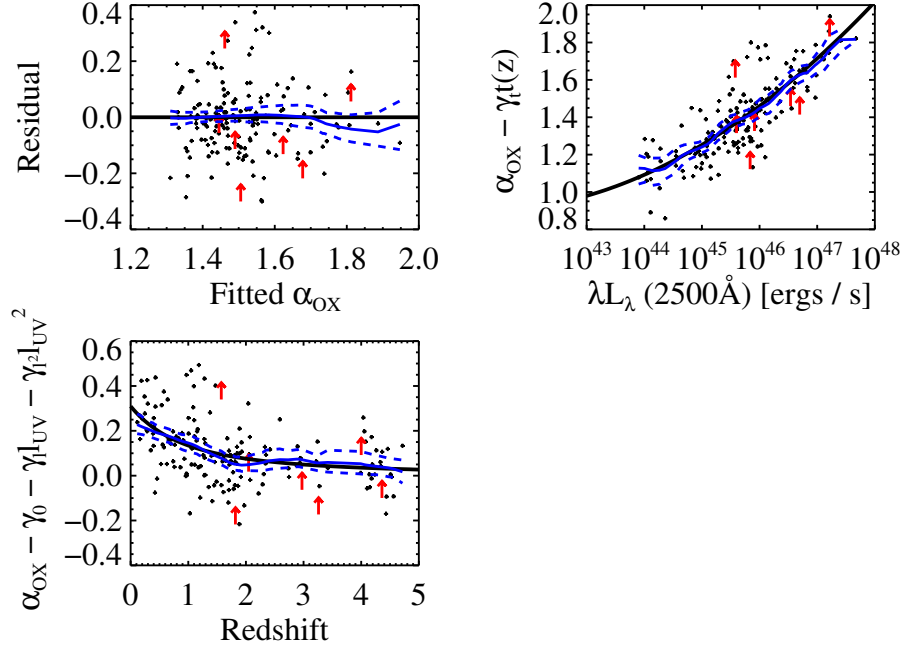 0.4
0.2
0.0
−0.2
−0.4
Residual
1.2 1.4 1.6 1.8 2.0
Fitted α_OX
2.0
1.8
1.6
1.4
1.2
1.0
0.8
α_OX − γ_t t(z)
10^43 10^44 10^45 10^46 10^47 10^48
λL_λ (2500Å) [ergs / s]
0.6
0.4
0.2
0.0
−0.2
−0.4
α_OX − γ_0 − γ_l l_UV − γ_l² l_UV²
0 1 2 3 4 5
Redshift